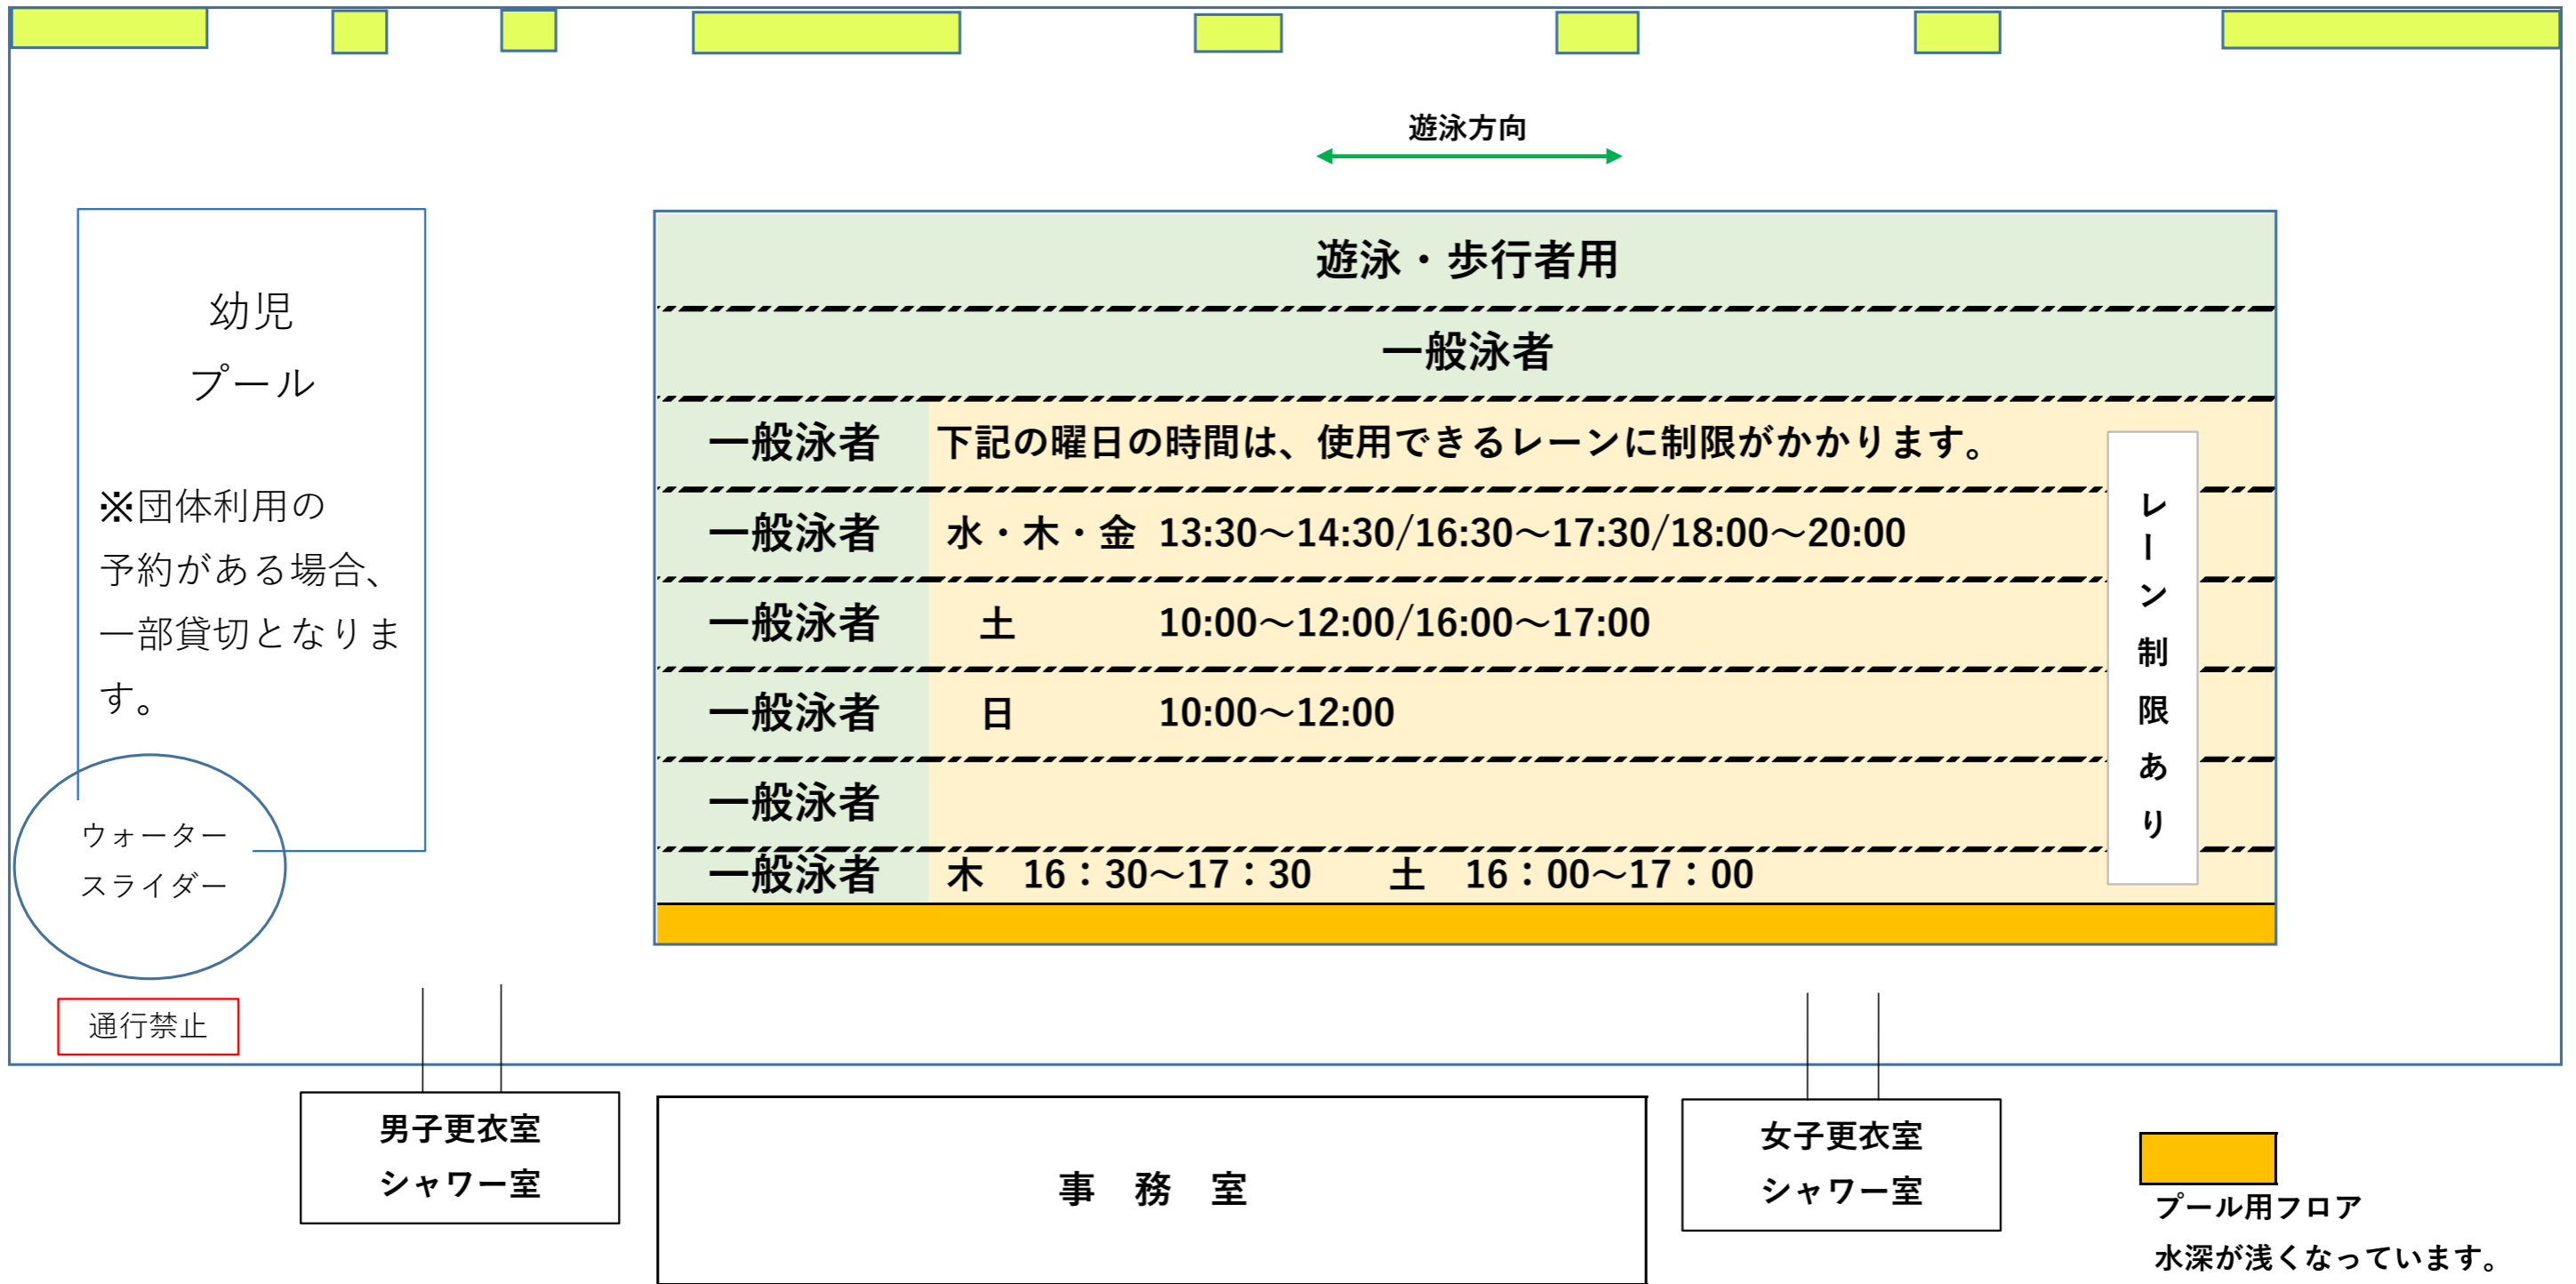 遊泳方向
幼児
プール
※団体利用の
予約がある場合、
一部貸切となりま
す。
ウォーター
スライダー
通行禁止
遊泳・歩行者用
一般泳者
一般泳者 下記の曜日の時間は、使用できるレーンに制限がかかります。
一般泳者 水・木・金 13:30～14:30/16:30～17:30/18:00～20:00
一般泳者 土 10:00～12:00/16:00～17:00
一般泳者 日 10:00～12:00
一般泳者
一般泳者 木 16：30～17：30 土 16：00～17：00
レーン制限あり
男子更衣室
シャワー室
事 務 室
女子更衣室
シャワー室
プール用フロア
水深が浅くなっています。